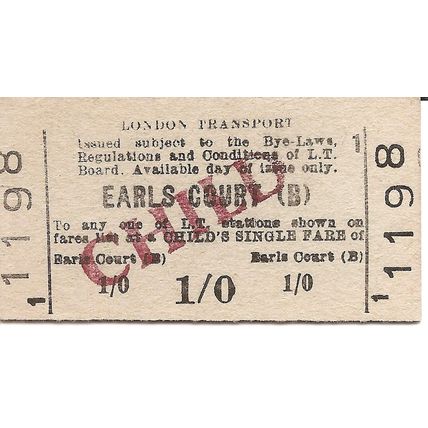 LONDON TRANSPORT
Issued subject to the Bye-Laws, 1
Regulations and Conditions of L.T.
Board. Available day of issue only.
EARLS COURT (B)
CHILD
To any one of L.T. stations shown on
fares list at a CHILD'S SINGLE FARE of
Earls Court (B) Earls Court (B)
1/0 1/0 1/0
1 1198
1 1198